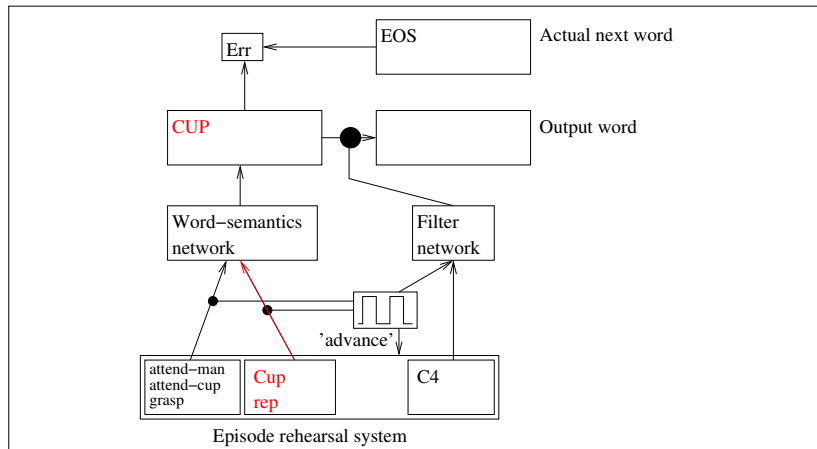 EOS
Actual next word
Err
CUP
Output word
Word−semantics
network
Filter
network
'advance'
attend−man
attend−cup
grasp
Cup
rep
C4
Episode rehearsal system